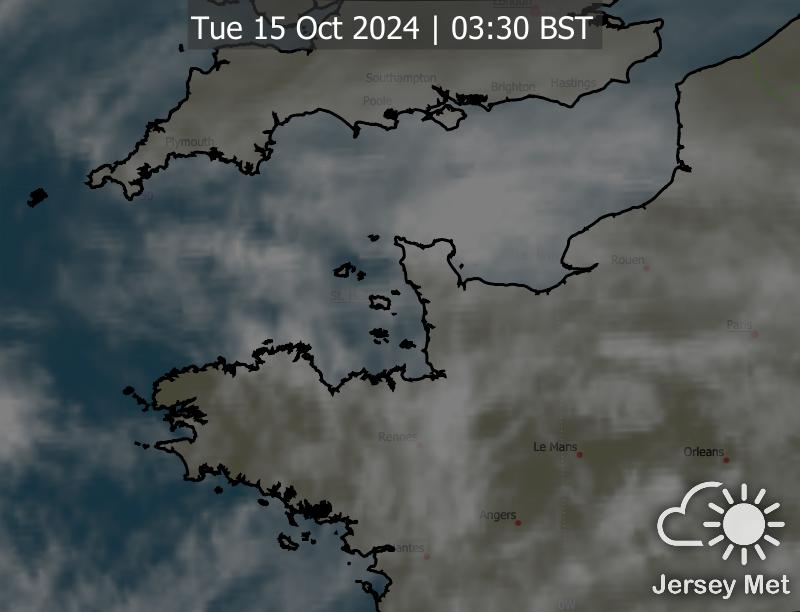 London
Tue 15 Oct 2024 | 03:30 BST
Southampton
Brighton
Hastings
Poole
Plymouth
Rouen
Paris
Rennes
Le Mans
Orleans
Angers
antes
Jersey Met